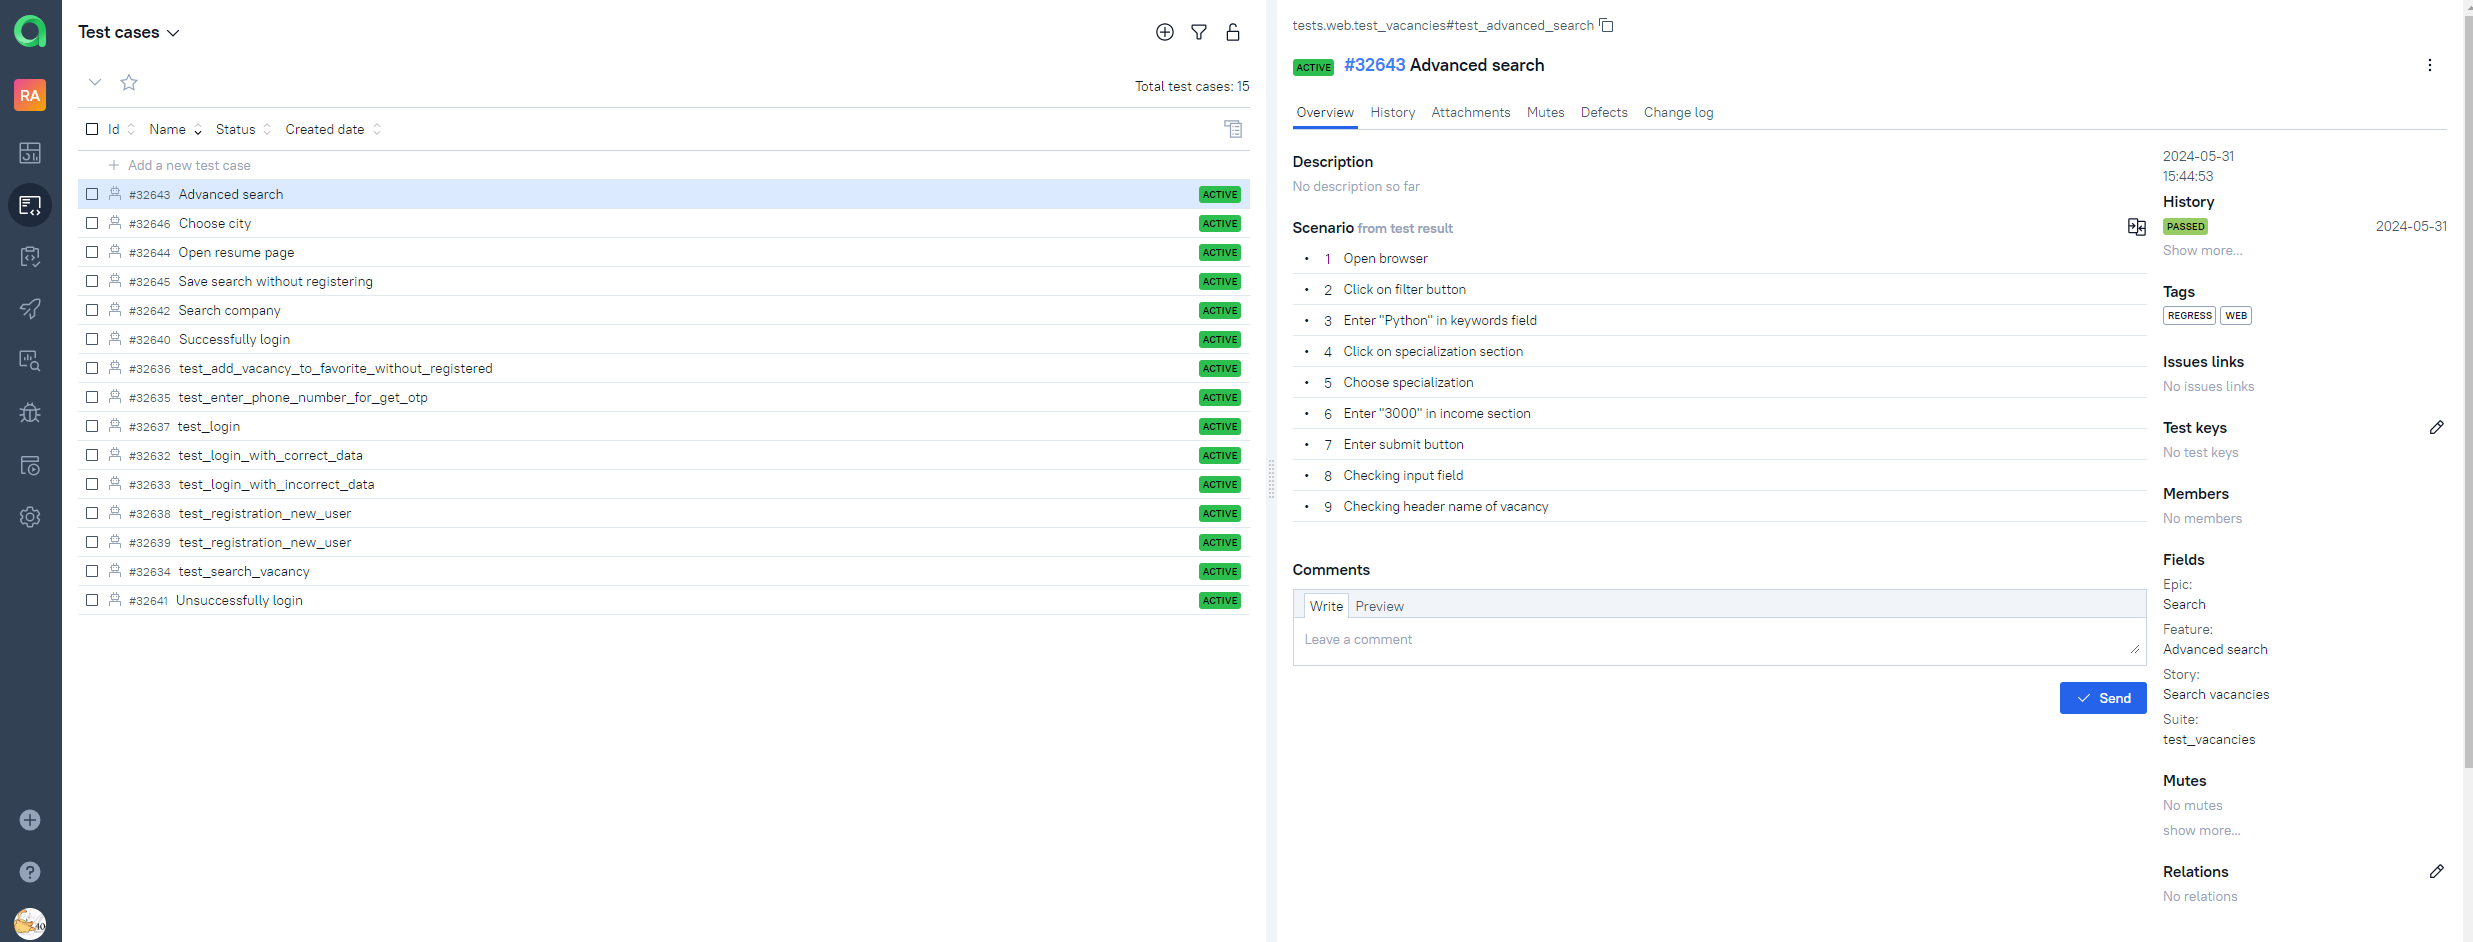 RA
Test cases
Total test cases: 15
Id Name Status Created date
Add a new test case
#32643 Advanced search ACTIVE
#32646 Choose city ACTIVE
#32644 Open resume page ACTIVE
#32645 Save search without registering ACTIVE
#32642 Search company ACTIVE
#32640 Successfully login ACTIVE
#32636 test_add_vacancy_to_favorite_without_registered ACTIVE
#32635 test_enter_phone_number_for_get_otp ACTIVE
#32637 test_login ACTIVE
#32632 test_login_with_correct_data ACTIVE
#32633 test_login_with_incorrect_data ACTIVE
#32638 test_registration_new_user ACTIVE
#32639 test_registration_new_user ACTIVE
#32634 test_search_vacancy ACTIVE
#32641 Unsuccessfully login ACTIVE
tests.web.test_vacancies#test_advanced_search
ACTIVE #32643 Advanced search
Overview History Attachments Mutes Defects Change log
Description
No description so far
Scenario from test result
• 1 Open browser
• 2 Click on filter button
• 3 Enter "Python" in keywords field
• 4 Click on specialization section
• 5 Choose specialization
• 6 Enter "3000" in income section
• 7 Enter submit button
• 8 Checking input field
• 9 Checking header name of vacancy
Comments
Write Preview
Leave a comment
Send
2024-05-31
15:44:53
History
PASSED 2024-05-31
Show more...
Tags
REGRESS WEB
Issues links
No issues links
Test keys
No test keys
Members
No members
Fields
Epic:
Search
Feature:
Advanced search
Story:
Search vacancies
Suite:
test_vacancies
Mutes
No mutes
show more...
Relations
No relations